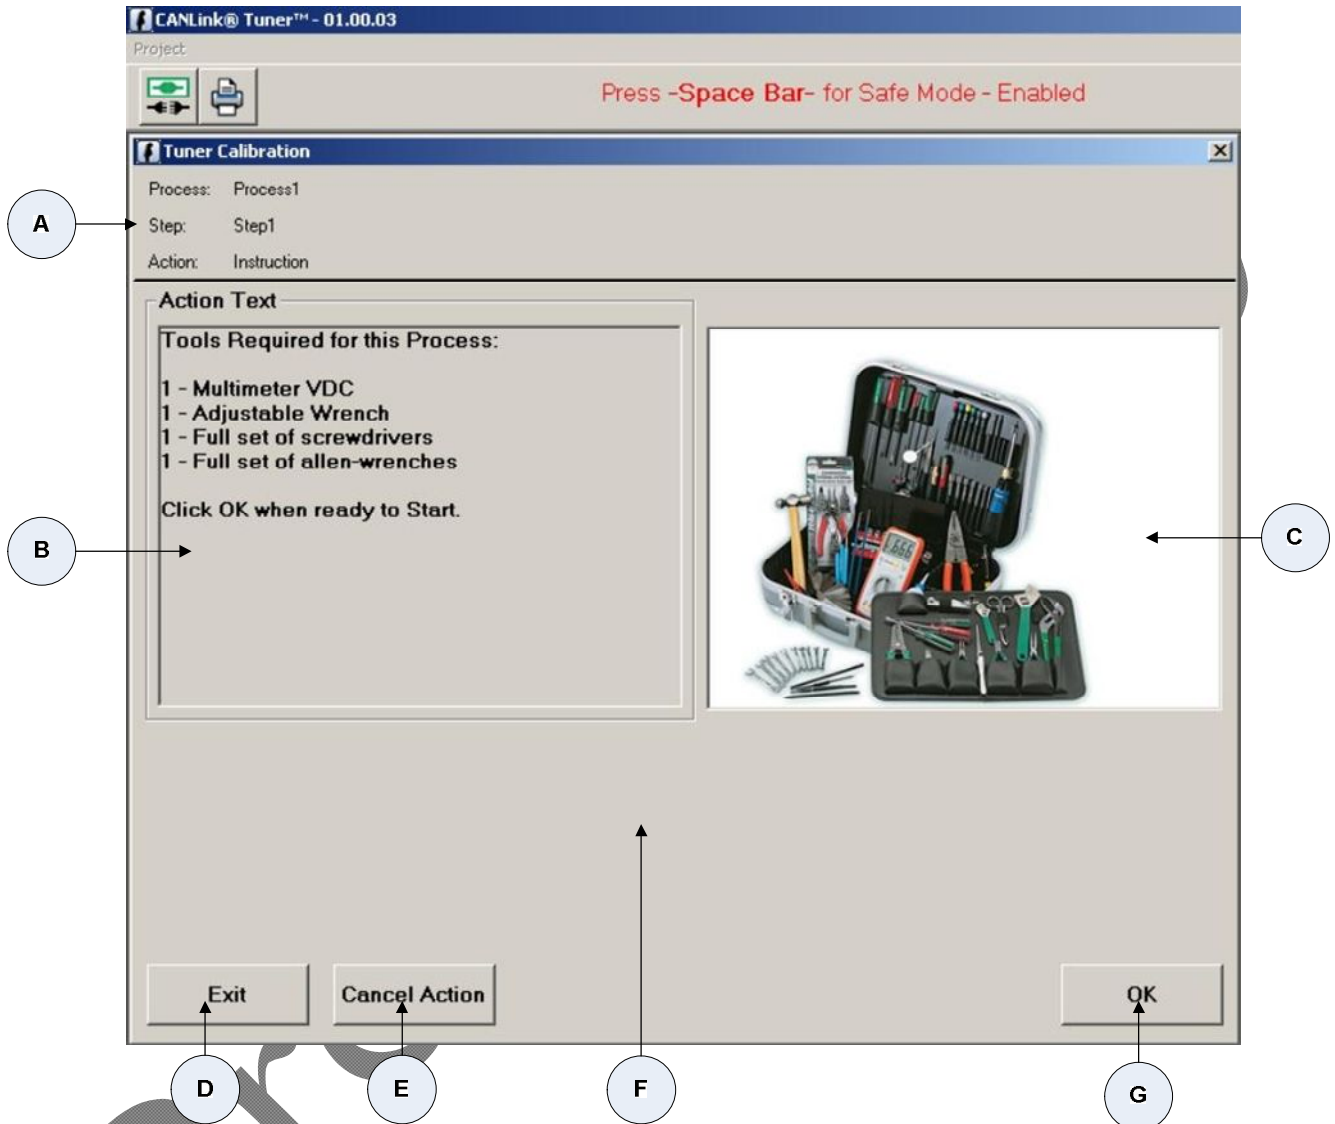 CANLink® Tuner™ - 01.00.03
Project
Press -Space Bar- for Safe Mode - Enabled
Tuner Calibration
Process: Process1
A
Step: Step1
Action: Instruction
Action Text
Tools Required for this Process:
1 - Multimeter VDC
1 - Adjustable Wrench
1 - Full set of screwdrivers
1 - Full set of allen-wrenches
Click OK when ready to Start.
B
C
Exit
Cancel Action
OK
D
E
F
G